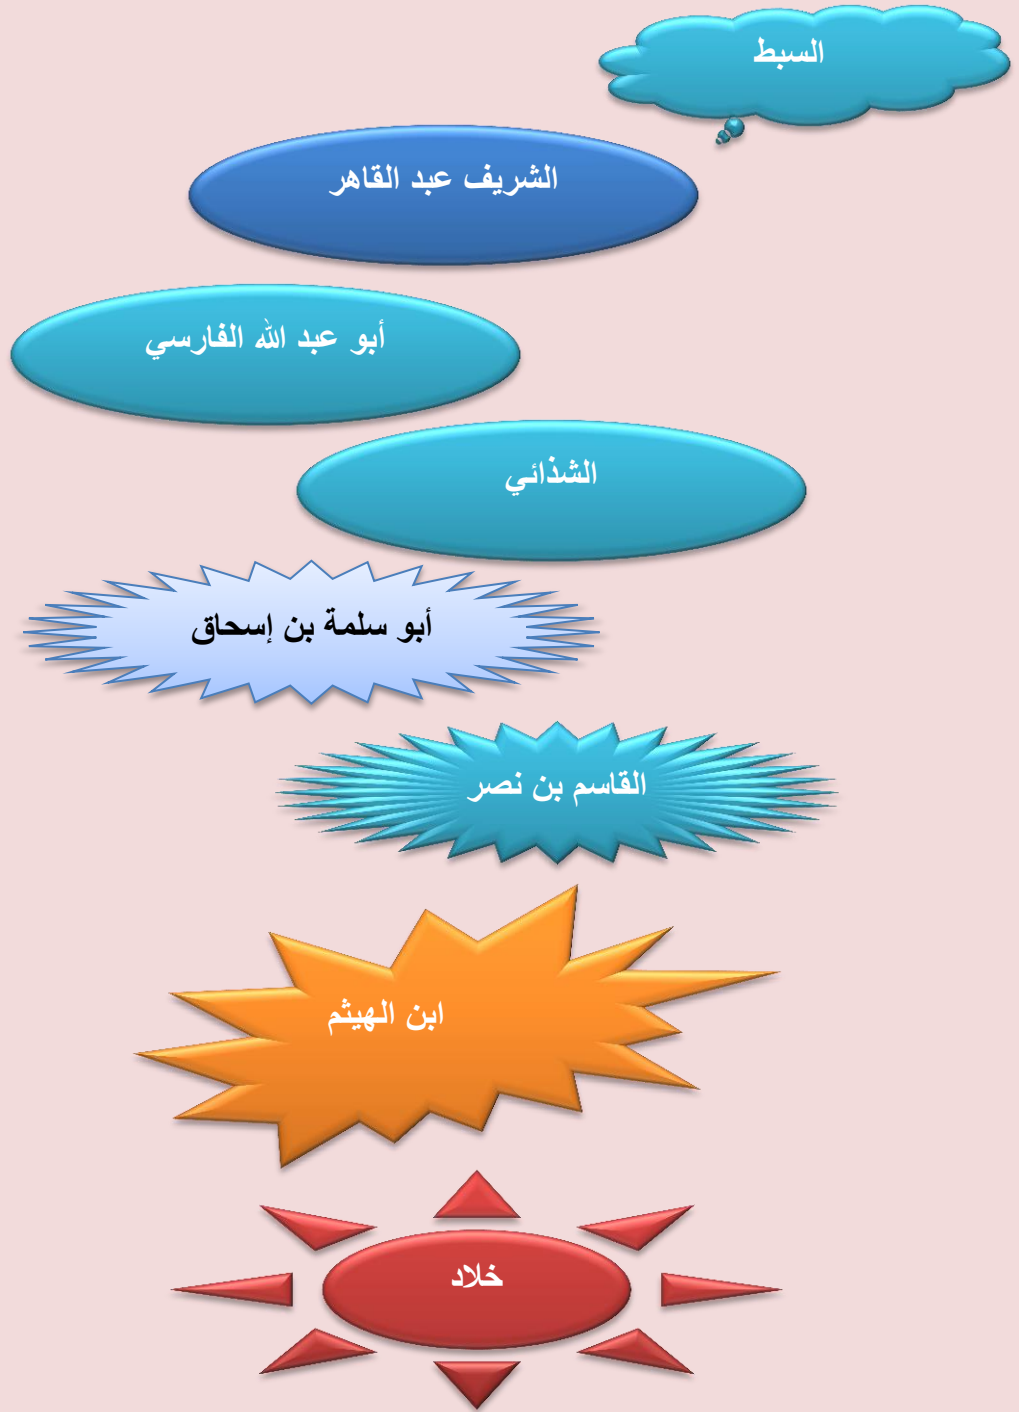 السبط
الشريف عبد القاهر
أبو عبد الله الفارسي
الشذائي
أبو سلمة بن إسحاق
القاسم بن نصر
ابن الهيثم
خلاد